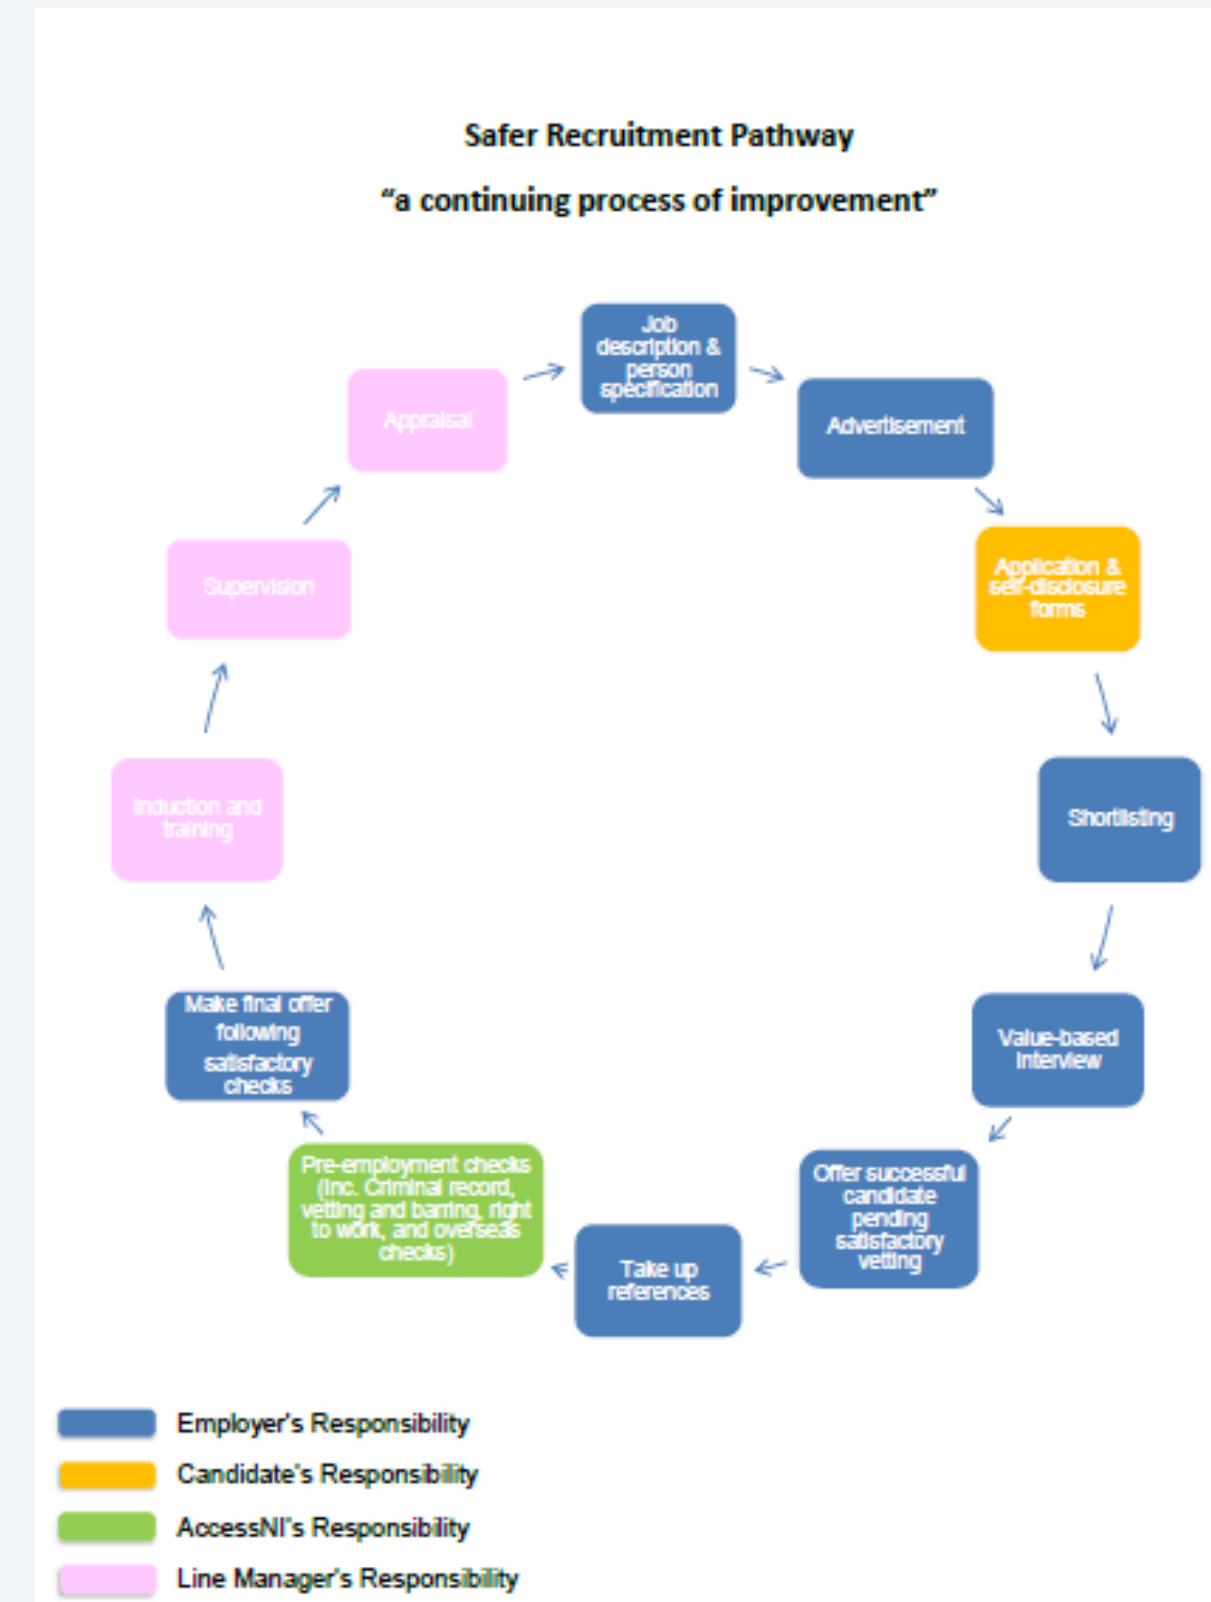 Safer Recruitment Pathway
“a continuing process of improvement”
Job
description &
person
specification
Advertisement
Application &
self-disclosure
forms
Shortlisting
Value-based
interview
Offer successful
candidate
pending
satisfactory
vetting
Take up
references
Pre-employment checks
(inc. Criminal record,
vetting and barring, right
to work, and overseas
checks)
Make final offer
following
satisfactory
checks
Induction and
training
Supervision
Appraisal
Employer's Responsibility
Candidate's Responsibility
AccessNI's Responsibility
Line Manager's Responsibility